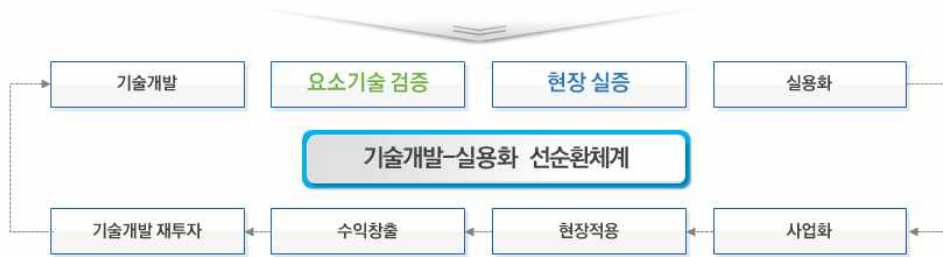 기술개발
요소기술 검증
현장 실증
실용화
기술개발-실용화 선순환체계
기술개발 재투자
수익창출
현장적용
사업화